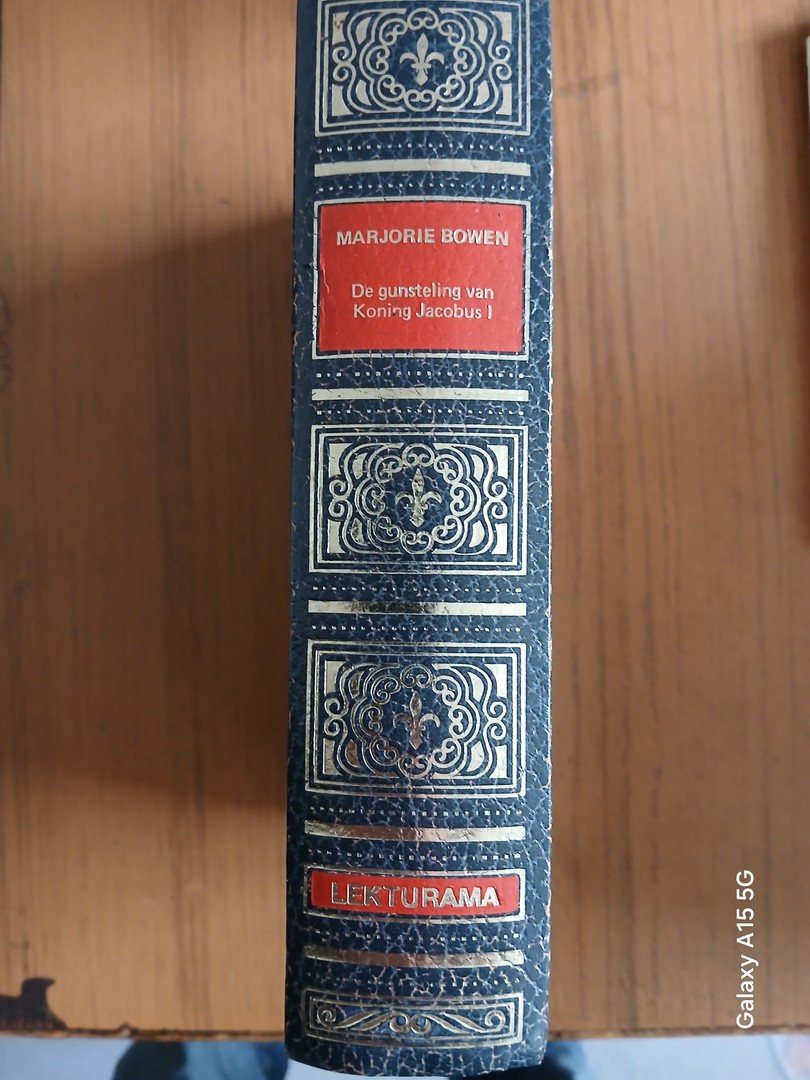 MARJORIE BOWEN
De gunsteling van
Koning Jacobus I
LEKTURAMA
Galaxy A15 5G